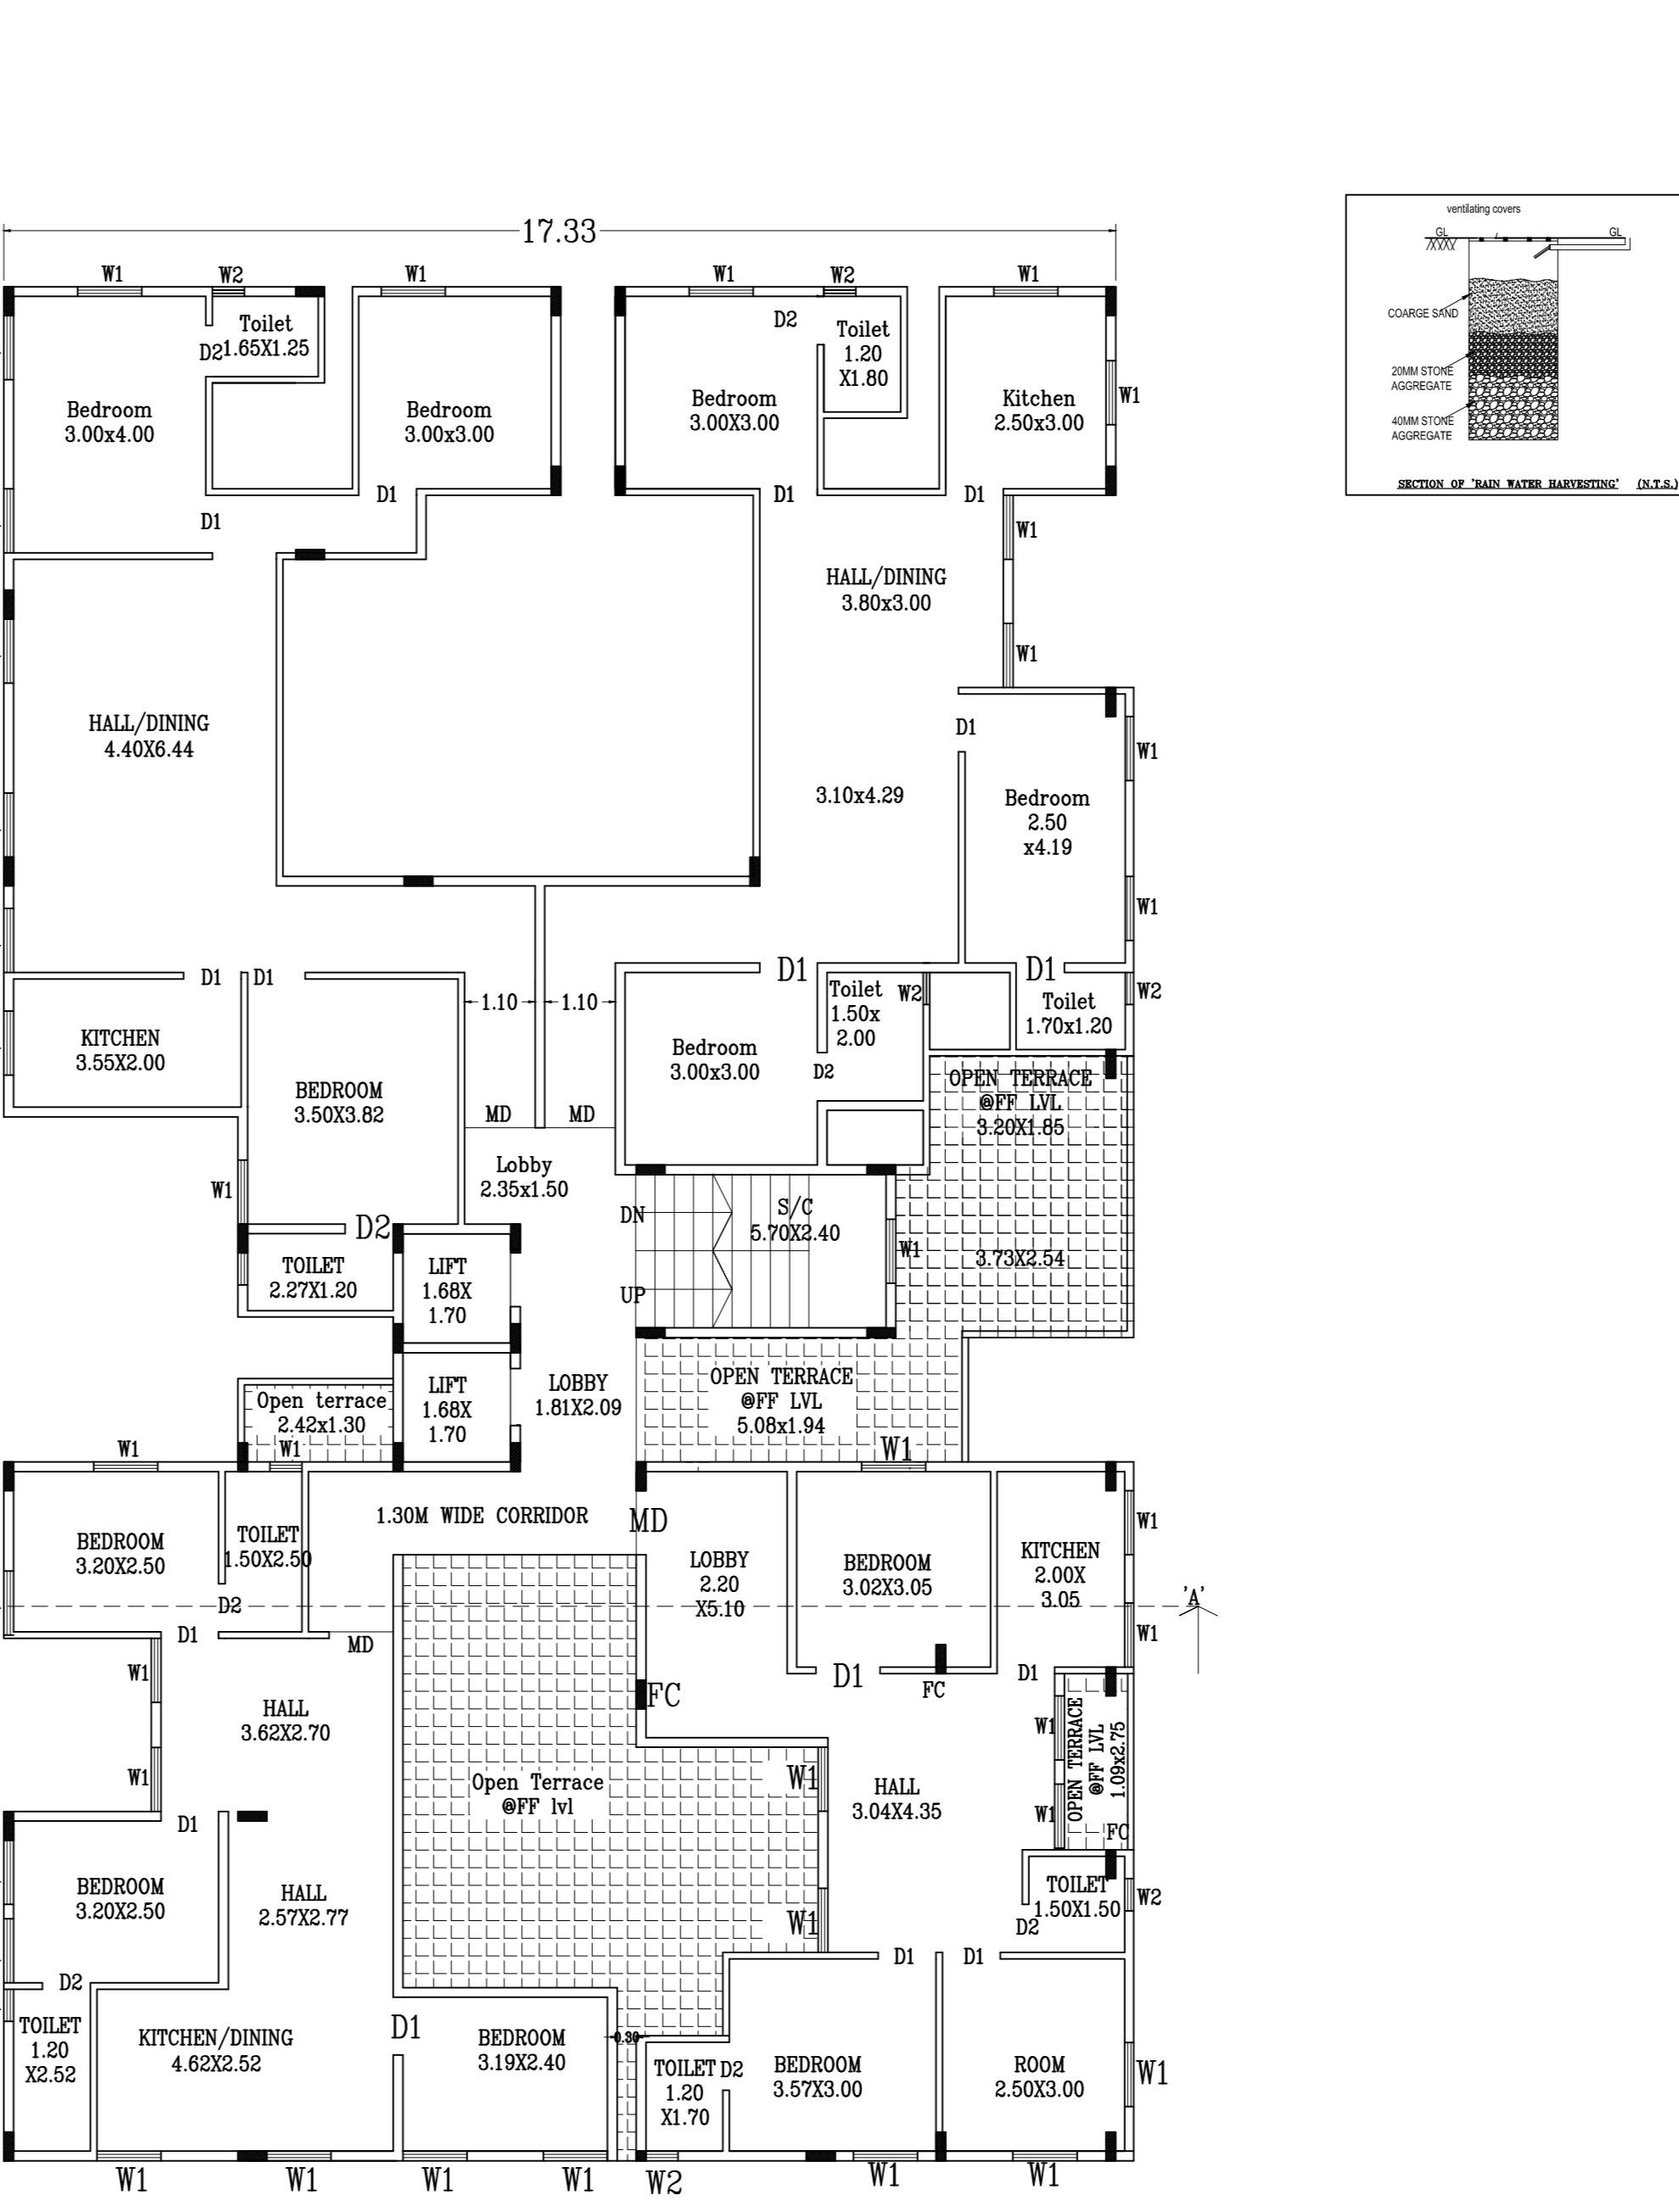 ventilating covers
GL
GL
COARGE SAND
20MM STONE
AGGREGATE
40MM STONE
AGGREGATE
SECTION OF 'RAIN WATER HARVESTING' (N.T.S.)
17.33
W1
W2
W1
W1
W2
W1
Toilet
1.65X1.25
D2
D2
Toilet
1.20
X1.80
Bedroom
3.00x4.00
Bedroom
3.00x3.00
Bedroom
3.00X3.00
Kitchen
2.50x3.00
W1
D1
D1
D1
D1
W1
HALL/DINING
3.80x3.00
W1
HALL/DINING
4.40X6.44
D1
W1
3.10x4.29
Bedroom
2.50
x4.19
W1
D1
D1
D1
D1
KITCHEN
3.55X2.00
1.10
1.10
Toilet
1.50x
2.00
W2
Toilet
1.70x1.20
W2
Bedroom
3.00x3.00
D2
BEDROOM
3.50X3.82
MD
MD
OPEN TERRACE
@FF LVL
3.20X1.85
Lobby
2.35x1.50
W1
D2
DN
UP
S/C
5.70X2.40
W1
3.73X2.54
TOILET
2.27X1.20
LIFT
1.68X
1.70
LIFT
1.68X
1.70
LOBBY
1.81X2.09
OPEN TERRACE
@FF LVL
5.08x1.94
Open terrace
2.42x1.30
W1
W1
W1
1.30M WIDE CORRIDOR
MD
BEDROOM
3.20X2.50
TOILET
1.50X2.50
D2
LOBBY
2.20
X5.10
BEDROOM
3.02X3.05
KITCHEN
2.00X
3.05
W1
W1
'A'
D1
MD
W1
FC
D1
FC
D1
HALL
3.62X2.70
W1
Open Terrace
@FF lvl
W1
HALL
3.04X4.35
W1
W1
OPEN TERRACE
@FF LVL
1.09x2.75
FC
D1
BEDROOM
3.20X2.50
HALL
2.57X2.77
W1
TOILET
1.50X1.50
W2
D2
D1
D1
D2
TOILET
1.20
X2.52
KITCHEN/DINING
4.62X2.52
D1
BEDROOM
3.19X2.40
0.30
TOILET
1.20
X1.70
D2
BEDROOM
3.57X3.00
ROOM
2.50X3.00
W1
W1
W1
W1
W1
W2
W1
W1